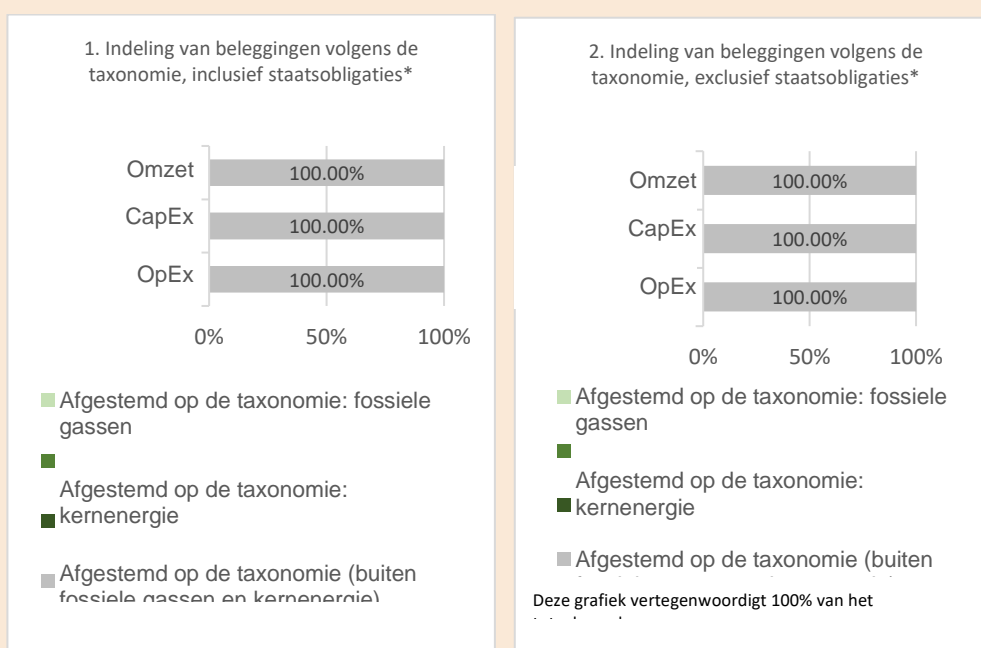 1. Indeling van beleggingen volgens de
taxonomie, inclusief staatsobligaties*
Omzet
100.00%
CapEx
100.00%
OpEx
100.00%
0% 50% 100%
Afgestemd op de taxonomie: fossiele
gassen
Afgestemd op de taxonomie:
kernenergie
Afgestemd op de taxonomie (buiten
fossiele gassen en kernenergie)
2. Indeling van beleggingen volgens de
taxonomie, exclusief staatsobligaties*
Omzet
100.00%
CapEx
100.00%
OpEx
100.00%
0% 50% 100%
Afgestemd op de taxonomie: fossiele
gassen
Afgestemd op de taxonomie:
kernenergie
Afgestemd op de taxonomie (buiten
Deze grafiek vertegenwoordigt 100% van het